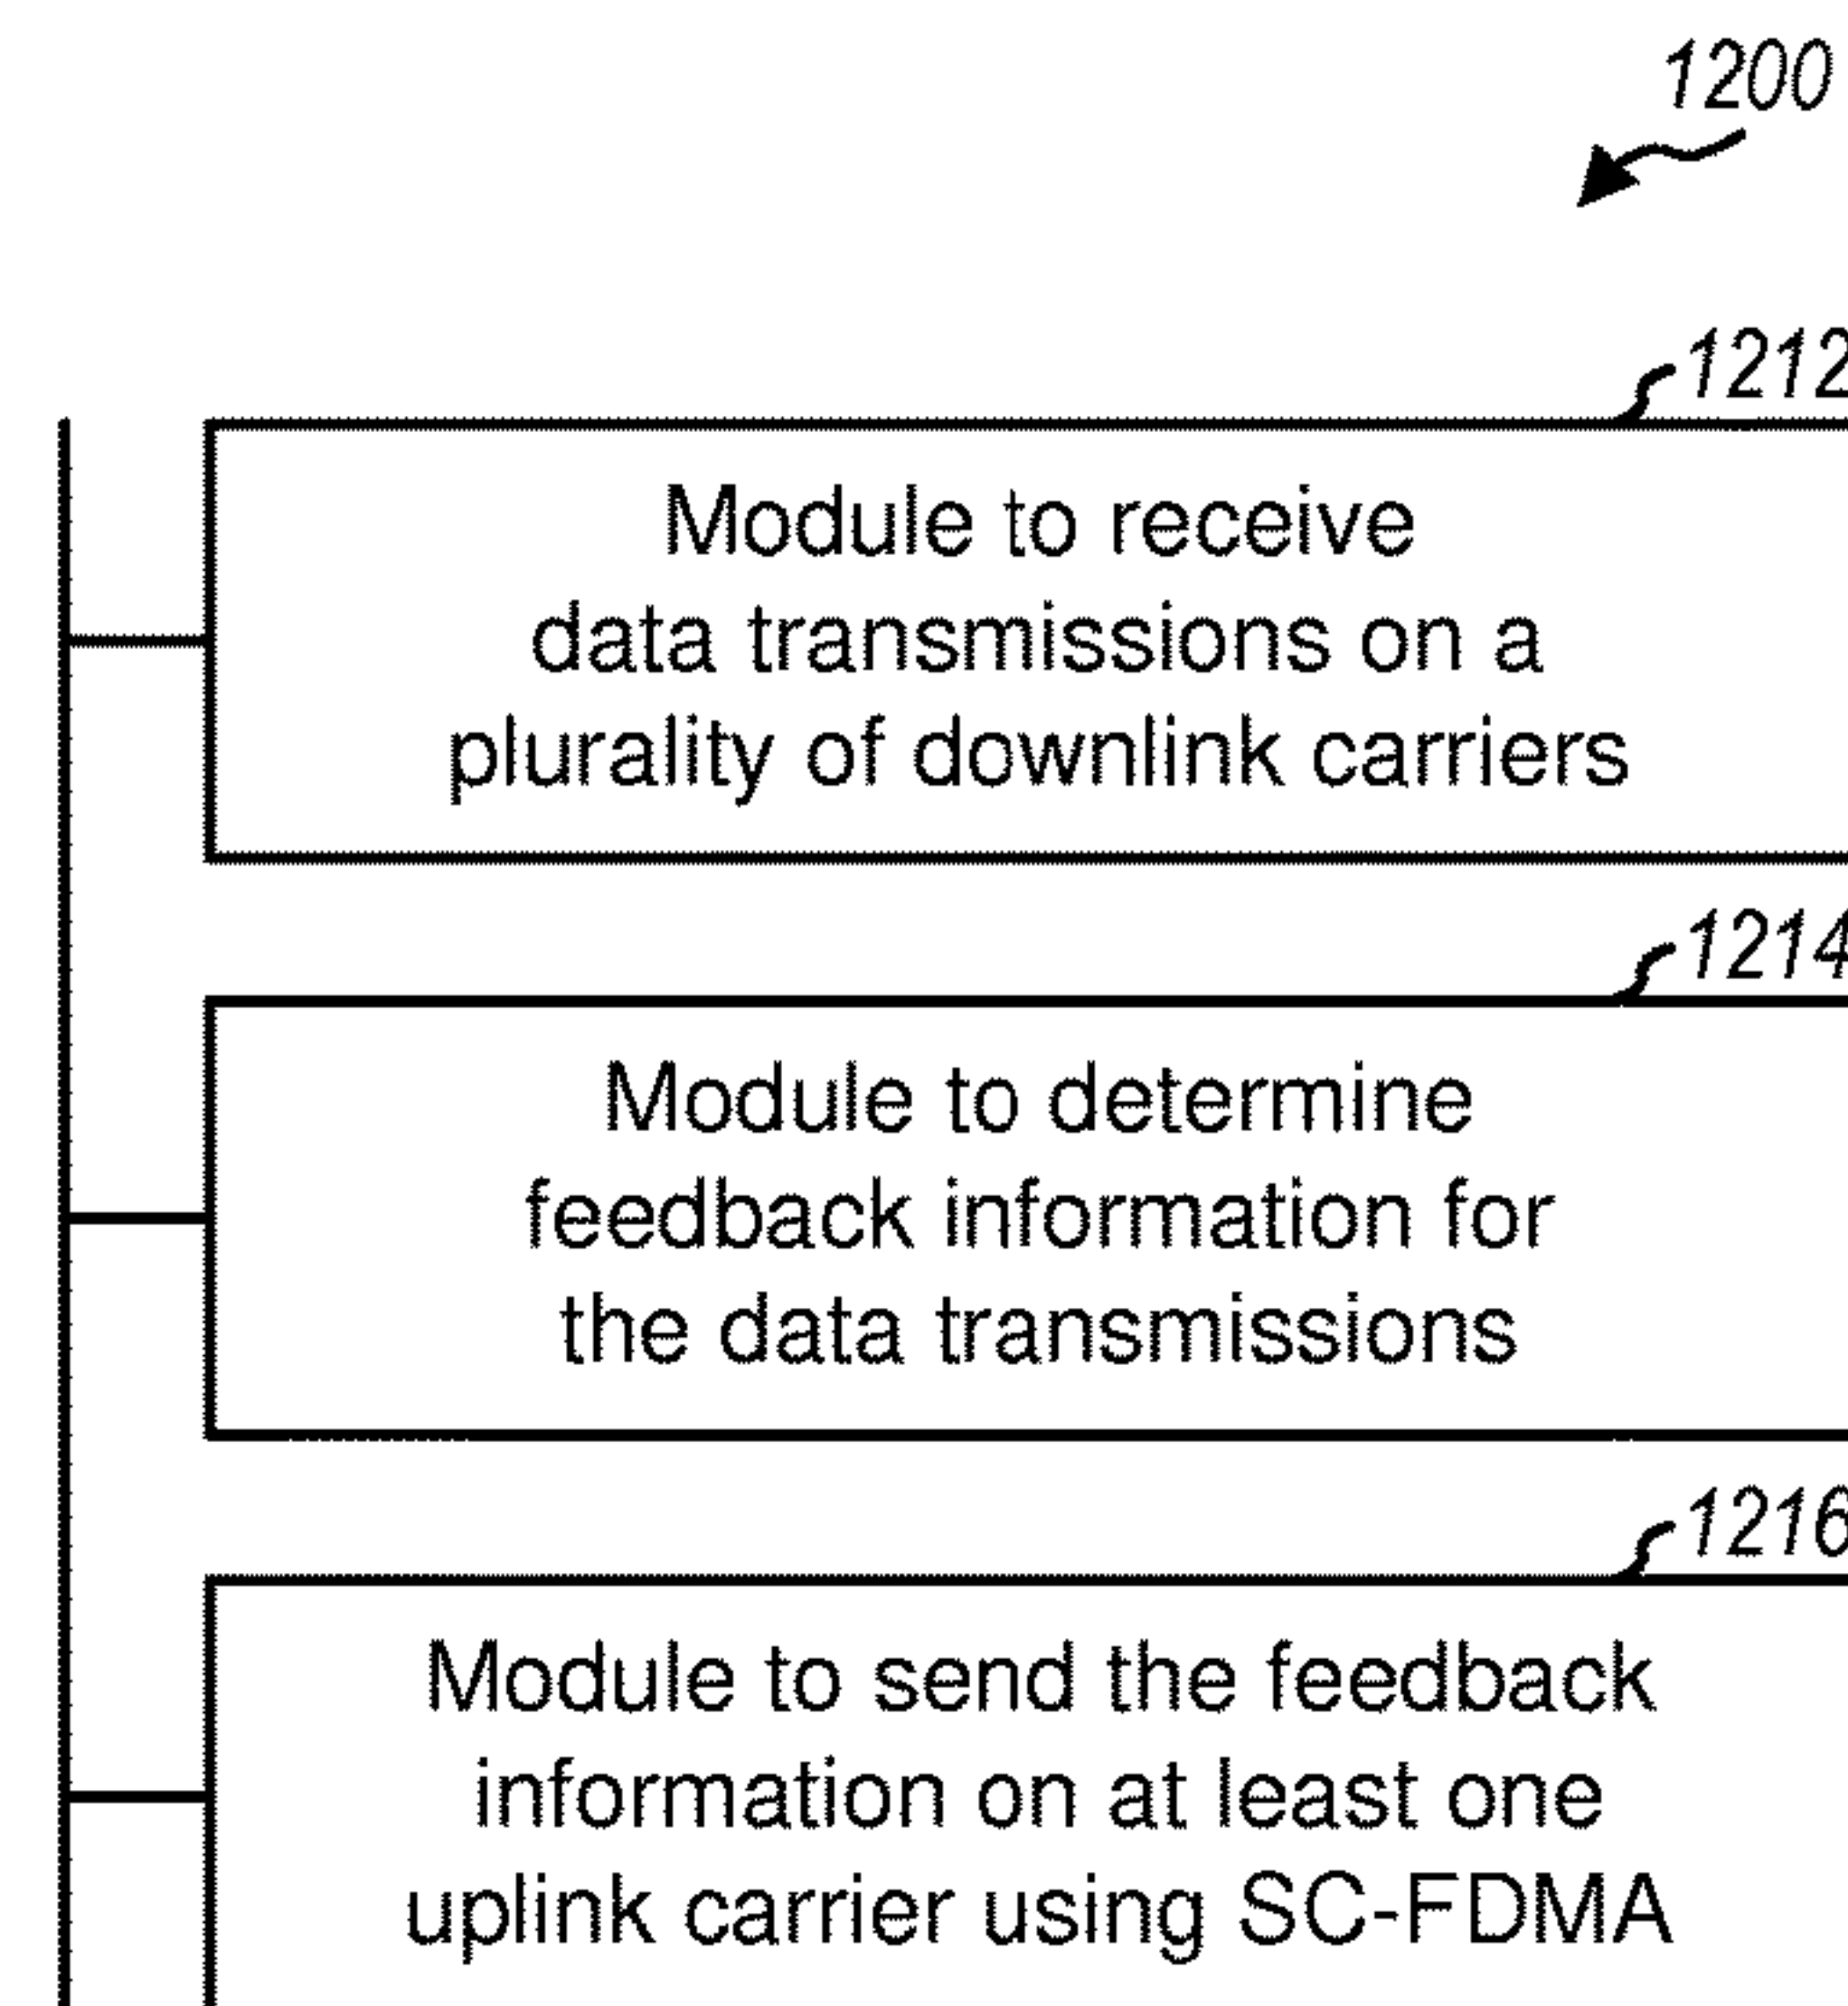 1200
1212
Module to receive
data transmissions on a
plurality of downlink carriers
1214
Module to determine
feedback information for
the data transmissions
1216
Module to send the feedback
information on at least one
uplink carrier using SC-FDMA